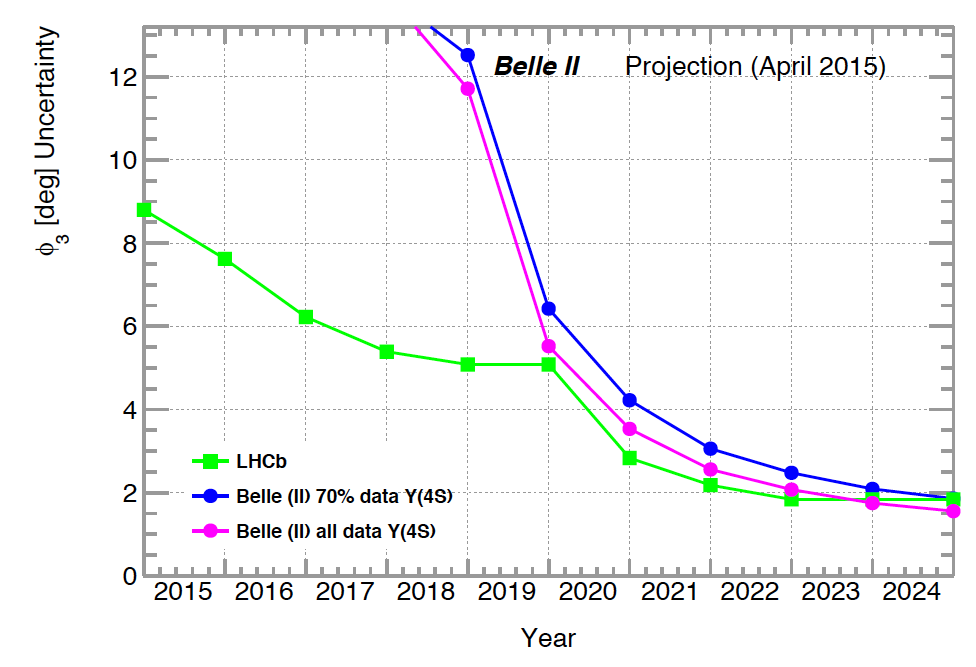 Belle II Projection (April 2015)
ϕ3 [deg] Uncertainty
12
10
8
6
4
2
0
LHCb
Belle (II) 70% data Υ(4S)
Belle (II) all data Υ(4S)
2015 2016 2017 2018 2019 2020 2021 2022 2023 2024
Year